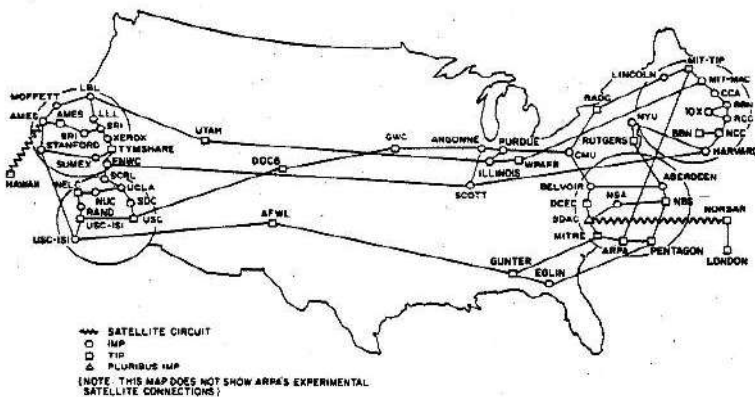 LINCOLN
MIT-TIP
MIT-MAC
MOFFETT
LBL
CCA
RADC
BBN
AMES
AMES
LLL
SRI
NYU
RCC
SRI
XEROX
UTAH
GWC
ARGONNE
PURDUE
RUTGERS
BBN
NCC
STANFORD
TYMSHARE
HARVARD
SUMEX
FNWC
DOCB
WPAFB
CMU
HAWAII
SCRL
ILLINOIS
NELC
UCLA
SCOTT
BELVOIR
ABERDEEN
NUC
SDC
DCEC
NSA
NBS
RAND
AFWL
SDAC
NORSAR
USC-ISI
USC
MITRE
USC-ISI
GUNTER
ARPA
PENTAGON
LONDON
EGLIN
SATELLITE CIRCUIT
IMP
TIP
PLURIBUS IMP
(NOTE: THIS MAP DOES NOT SHOW ARPA'S EXPERIMENTAL
SATELLITE CONNECTIONS)